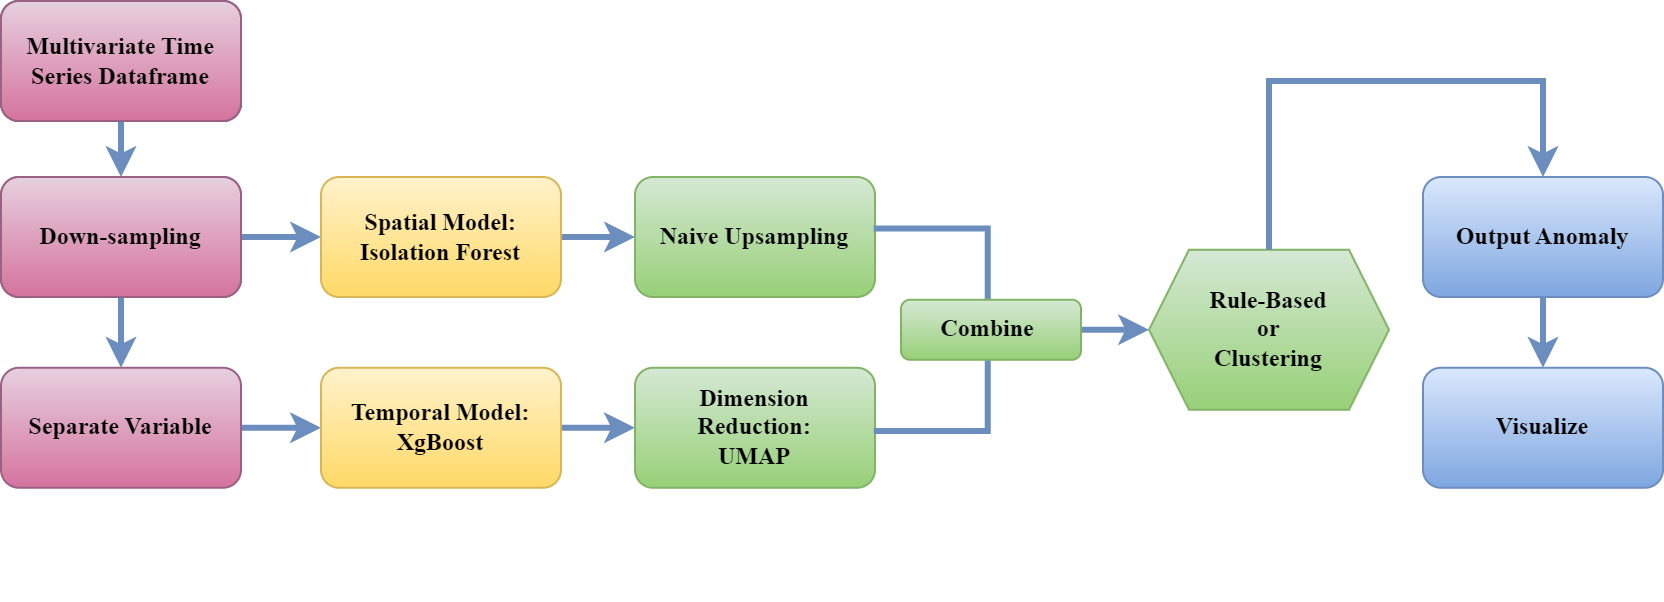 Multivariate Time
Series Dataframe
Down-sampling
Spatial Model:
Isolation Forest
Naive Upsampling
Output Anomaly
Combine
Rule-Based
or
Clustering
Separate Variable
Temporal Model:
XgBoost
Dimension
Reduction:
UMAP
Visualize